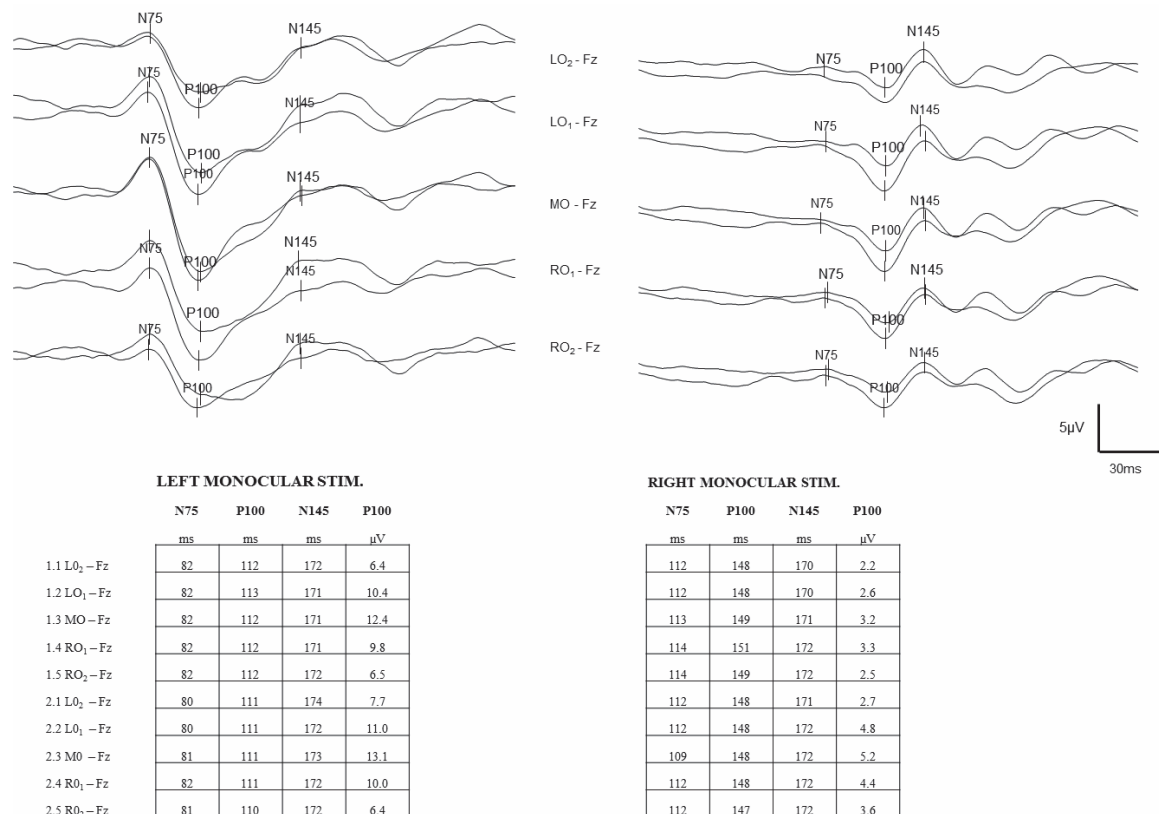 N75 N145
P100
N75 N145
P100
P100
N75 N145
P100
N145
N75 N145
P100
N75 N145
P100
LO₂ - Fz
LO₁ - Fz
MO - Fz
RO₁ - Fz
RO₂ - Fz
N145
N75 P100
N145
N75
P100
N145
N75
P100
N75 N145
P100
N75 N145
P100
5µV
30ms
LEFT MONOCULAR STIM.
N75 P100 N145 P100
ms ms ms µV
1.1 L0₂ – Fz 82 112 172 6.4
1.2 LO₁ – Fz 82 113 171 10.4
1.3 MO – Fz 82 112 171 12.4
1.4 RO₁ – Fz 82 112 171 9.8
1.5 RO₂ – Fz 82 112 172 6.5
2.1 L0₂ – Fz 80 111 174 7.7
2.2 L0₁ – Fz 80 111 172 11.0
2.3 M0 – Fz 81 111 173 13.1
2.4 R0₁ – Fz 82 111 172 10.0
2.5 R0₂ – Fz 81 110 172 6.4
RIGHT MONOCULAR STIM.
N75 P100 N145 P100
ms ms ms µV
112 148 170 2.2
112 148 170 2.6
113 149 171 3.2
114 151 172 3.3
114 149 172 2.5
112 148 171 2.7
112 148 172 4.8
109 148 172 5.2
112 148 172 4.4
112 147 172 3.6